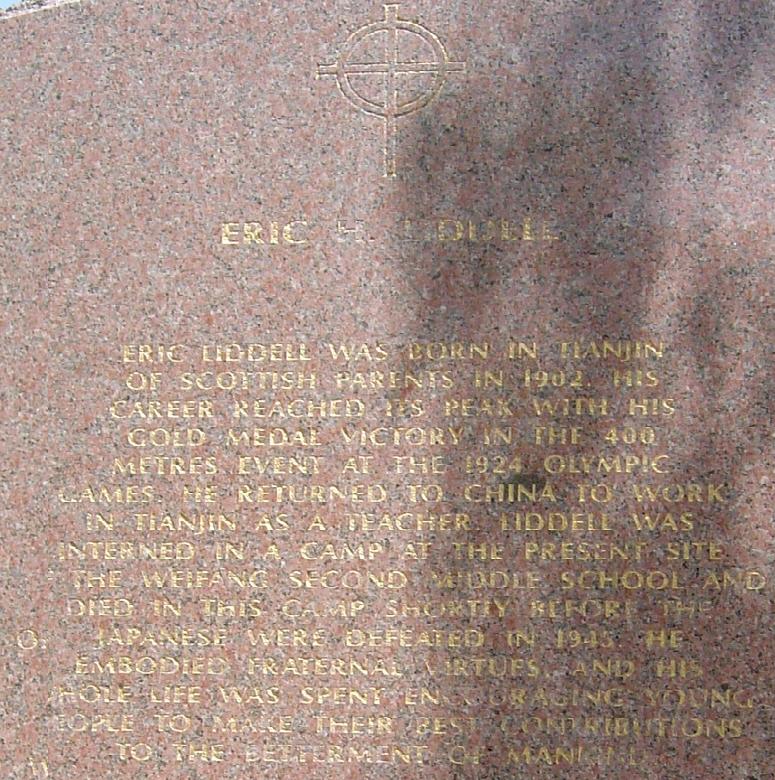 ERIC H. LIDDELL
ERIC LIDDELL WAS BORN IN TIANJIN
OF SCOTTISH PARENTS IN 1902. HIS
CAREER REACHED ITS PEAK WITH HIS
GOLD MEDAL VICTORY IN THE 400
METRES EVENT AT THE 1924 OLYMPIC
GAMES. HE RETURNED TO CHINA TO WORK
IN TIANJIN AS A TEACHER. LIDDELL WAS
INTERNED IN A CAMP AT THE PRESENT SITE
THE WEIFANG SECOND MIDDLE SCHOOL AND
DIED IN THIS CAMP SHORTLY BEFORE THE
JAPANESE WERE DEFEATED IN 1945. HE
EMBODIED FRATERNAL VIRTUES, AND HIS
WHOLE LIFE WAS SPENT ENCOURAGING YOUNG
PEOPLE TO MAKE THEIR BEST CONTRIBUTIONS
TO THE BETTERMENT OF MANKIND